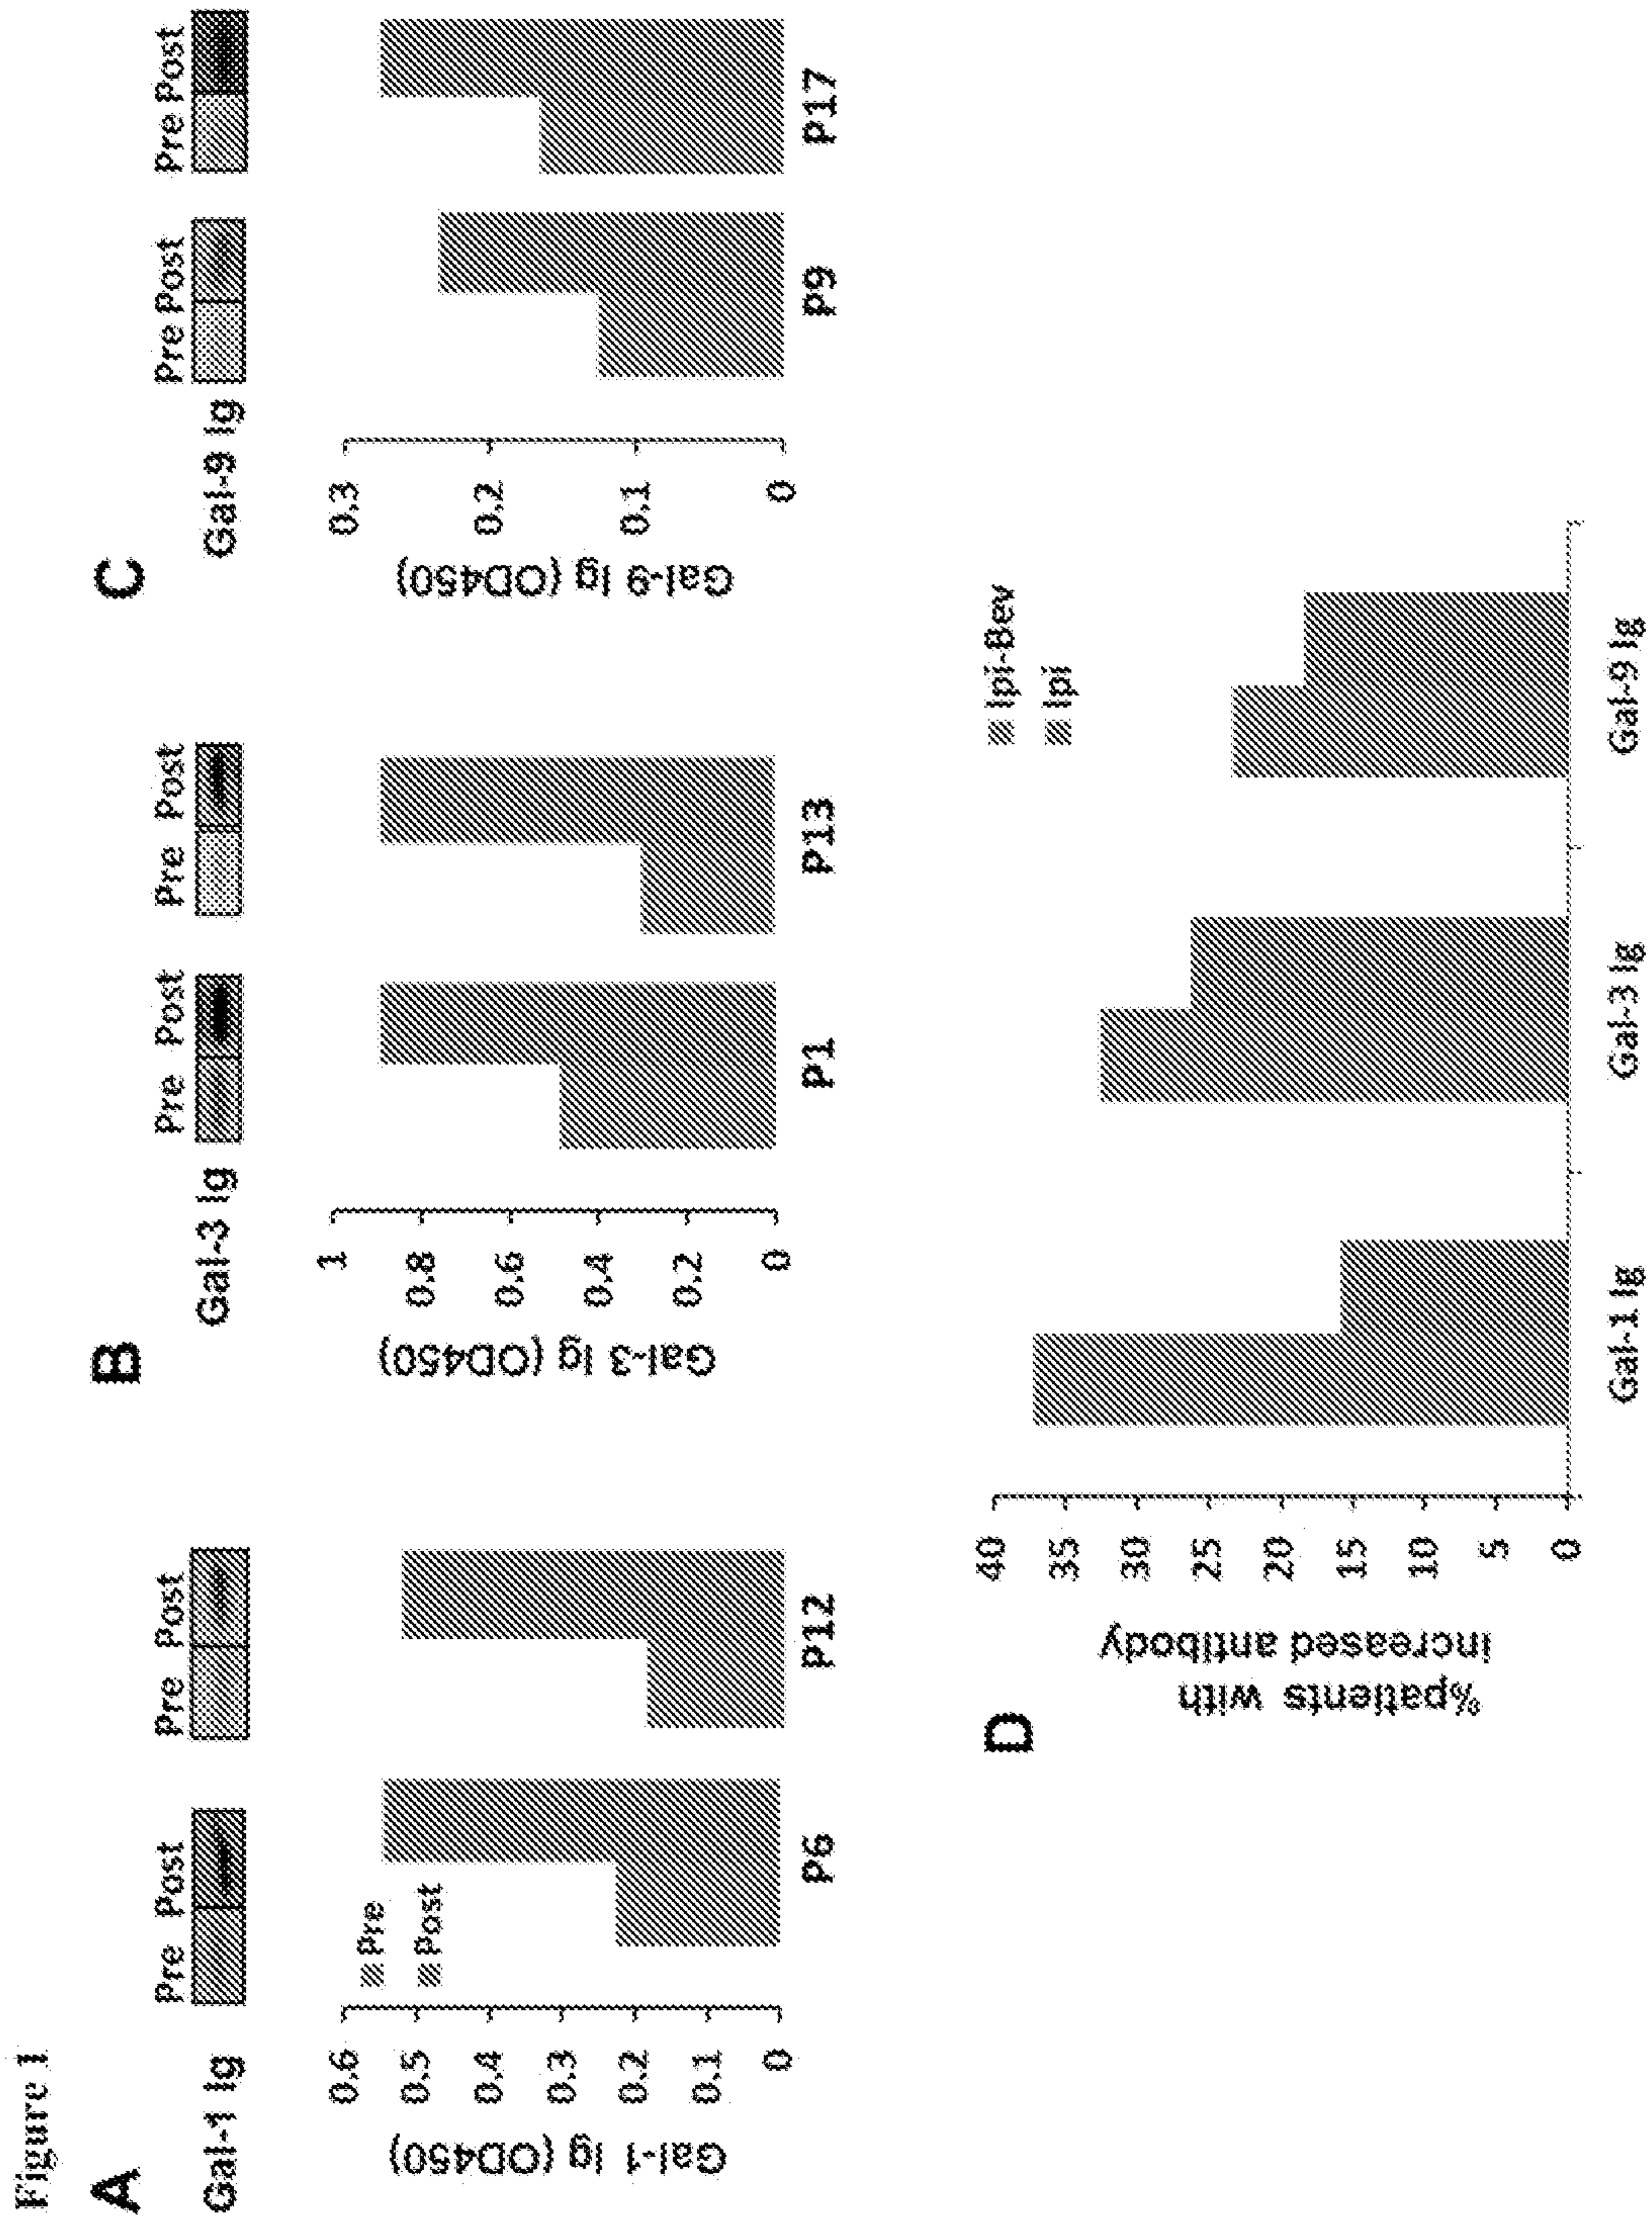 Figure 1
A
Gal-1 Ig
Pre Post
Pre Post
Gal-1 Ig (OD450)
0.6
0.5
0.4
0.3
0.2
0.1
0
Pre
Post
P6
P12
B
Gal-3 Ig
Pre Post
Pre Post
Gal-3 Ig (OD450)
1
0.8
0.6
0.4
0.2
0
P1
P13
C
Gal-9 Ig
Pre Post
Pre Post
Gal-9 Ig (OD450)
0.3
0.2
0.1
0
P9
P17
D
%patients with
increased antibody
40
35
30
25
20
15
10
5
0
Ipi-Bev
Ipi
Gal-1 Ig
Gal-3 Ig
Gal-9 Ig